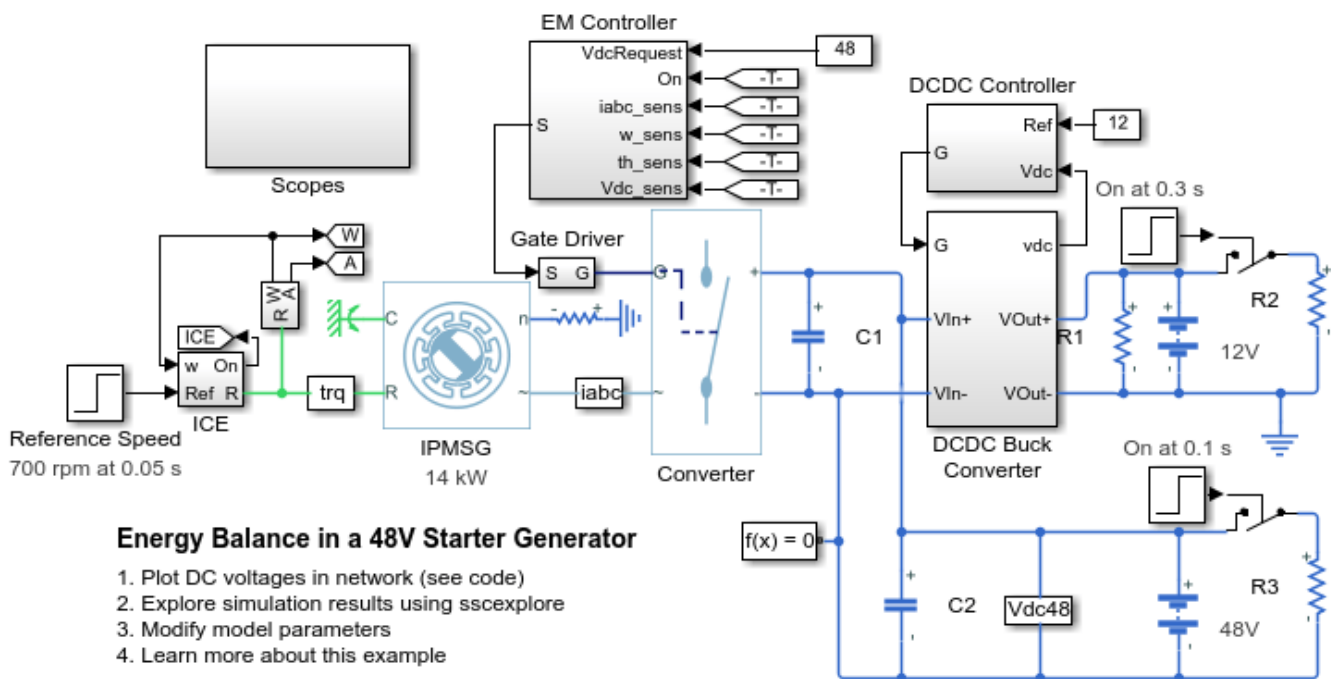 EM Controller
VdcRequest
48
On
-T-
iabc_sens
-T-
S
w_sens
-T-
th_sens
-T-
Vdc_sens
-T-
Scopes
DCDC Controller
Ref
12
G
Vdc
On at 0.3 s
Gate Driver
S G
G
W
A
R W A
ICE
w On
Ref R
ICE
Reference Speed
700 rpm at 0.05 s
trq
C
R
n
~
- +
IPMSG
14 kW
iabc
G
~
+
-
Converter
+
-
C1
G
vdc
VIn+
VOut+
VIn-
VOut-
DCDC Buck
Converter
R1
+
-
+
-
12V
R2
+
-
On at 0.1 s
f(x) = 0
+
-
C2
Vdc48
+
-
48V
R3
+
-
Energy Balance in a 48V Starter Generator
1. Plot DC voltages in network (see code)
2. Explore simulation results using sscexplore
3. Modify model parameters
4. Learn more about this example